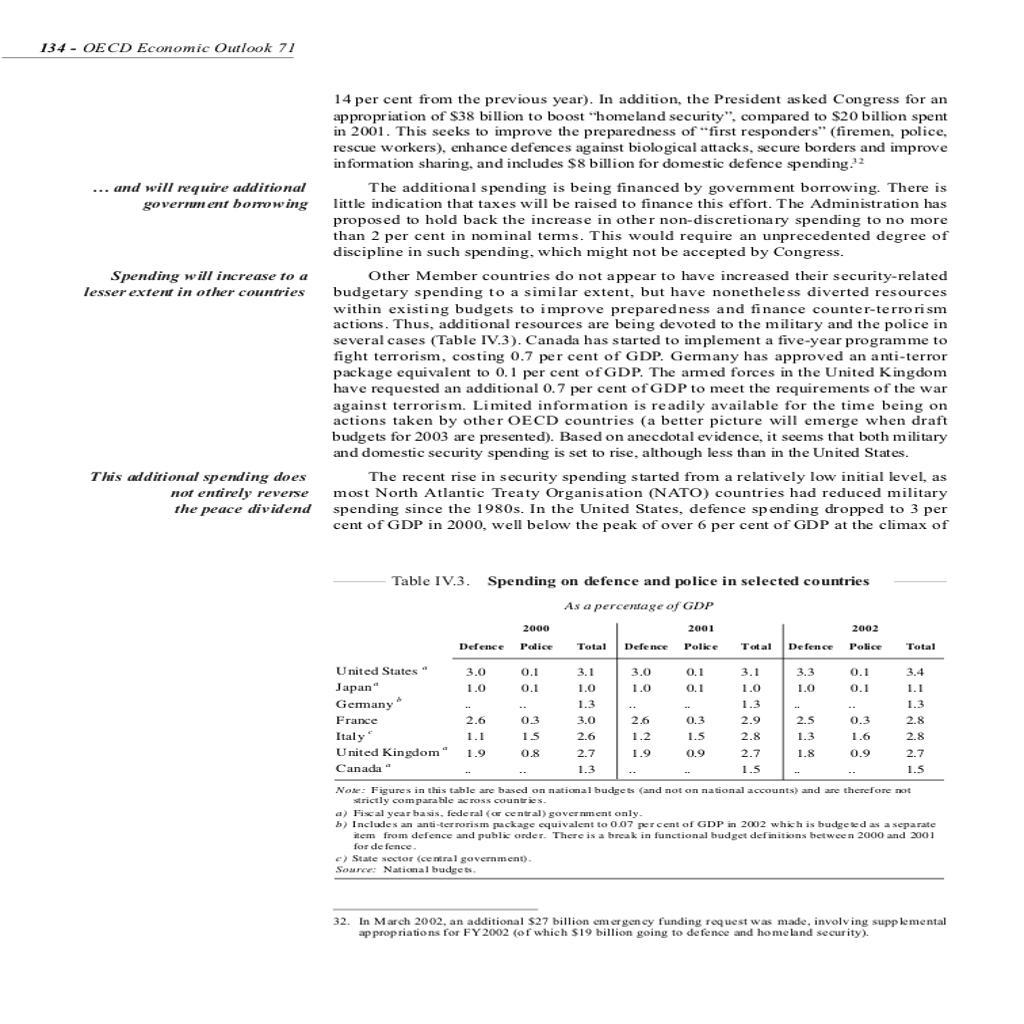 134 - OECD Economic Outlook 71
14 per cent from the previous year). In addition, the President asked Congress for an
appropriation of $38 billion to boost “homeland security”, compared to $20 billion spent
in 2001. This seeks to improve the preparedness of “first responders” (firemen, police,
rescue workers), enhance defences against biological attacks, secure borders and improve
information sharing, and includes $8 billion for domestic defence spending.32
… and will require additional
government borrowing
The additional spending is being financed by government borrowing. There is
little indication that taxes will be raised to finance this effort. The Administration has
proposed to hold back the increase in other non-discretionary spending to no more
than 2 per cent in nominal terms. This would require an unprecedented degree of
discipline in such spending, which might not be accepted by Congress.
Spending will increase to a
lesser extent in other countries
Other Member countries do not appear to have increased their security-related
budgetary spending to a similar extent, but have nonetheless diverted resources
within existing budgets to improve preparedness and finance counter-terrorism
actions. Thus, additional resources are being devoted to the military and the police in
several cases (Table IV.3). Canada has started to implement a five-year programme to
fight terrorism, costing 0.7 per cent of GDP. Germany has approved an anti-terror
package equivalent to 0.1 per cent of GDP. The armed forces in the United Kingdom
have requested an additional 0.7 per cent of GDP to meet the requirements of the war
against terrorism. Limited information is readily available for the time being on
actions taken by other OECD countries (a better picture will emerge when draft
budgets for 2003 are presented). Based on anecdotal evidence, it seems that both military
and domestic security spending is set to rise, although less than in the United States.
This additional spending does
not entirely reverse
the peace dividend
The recent rise in security spending started from a relatively low initial level, as
most North Atlantic Treaty Organisation (NATO) countries had reduced military
spending since the 1980s. In the United States, defence spending dropped to 3 per
cent of GDP in 2000, well below the peak of over 6 per cent of GDP at the climax of
Table IV.3. Spending on defence and police in selected countries
As a percentage of GDP
2000 2001 2002
Defence Police Total Defence Police Total Defence Police Total
United States a 3.0 0.1 3.1 3.0 0.1 3.1 3.3 0.1 3.4
Japan a 1.0 0.1 1.0 1.0 0.1 1.0 1.0 0.1 1.1
Germany b .. .. 1.3 .. .. 1.3 .. .. 1.3
France 2.6 0.3 3.0 2.6 0.3 2.9 2.5 0.3 2.8
Italy c 1.1 1.5 2.6 1.2 1.5 2.8 1.3 1.6 2.8
United Kingdom a 1.9 0.8 2.7 1.9 0.9 2.7 1.8 0.9 2.7
Canada a .. .. 1.3 .. .. 1.5 .. .. 1.5
Note: Figures in this table are based on national budgets (and not on national accounts) and are therefore not
strictly comparable across countries.
a) Fiscal year basis, federal (or central) government only.
b) Includes an anti-terrorism package equivalent to 0.07 per cent of GDP in 2002 which is budgeted as a separate
item from defence and public order. There is a break in functional budget definitions between 2000 and 2001
for defence.
c) State sector (central government).
Source: National budgets.
32. In March 2002, an additional $27 billion emergency funding request was made, involving supplemental
appropriations for FY2002 (of which $19 billion going to defence and homeland security).